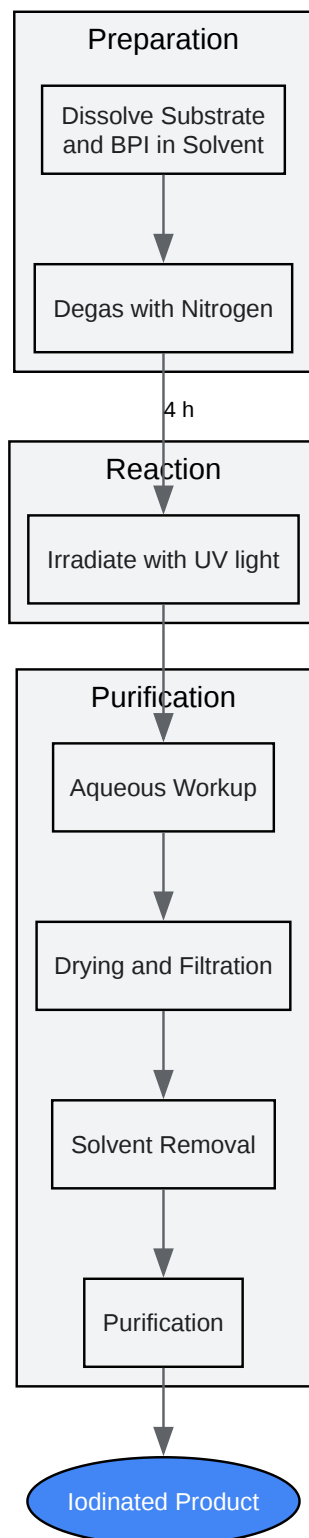 Preparation
Dissolve Substrate
and BPI in Solvent
Degas with Nitrogen
4 h
Reaction
Irradiate with UV light
Purification
Aqueous Workup
Drying and Filtration
Solvent Removal
Purification
Iodinated Product